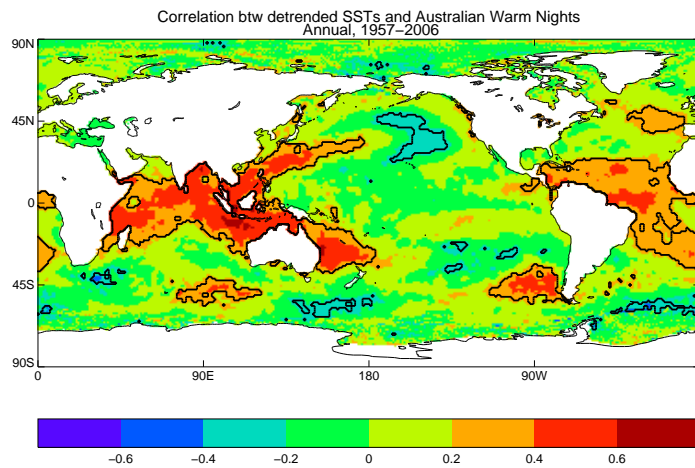 Correlation btw detrended SSTs and Australian Warm Nights
Annual, 1957−2006
90N
45N
0
45S
90S
0 90E 180 90W
−0.6 −0.4 −0.2 0 0.2 0.4 0.6